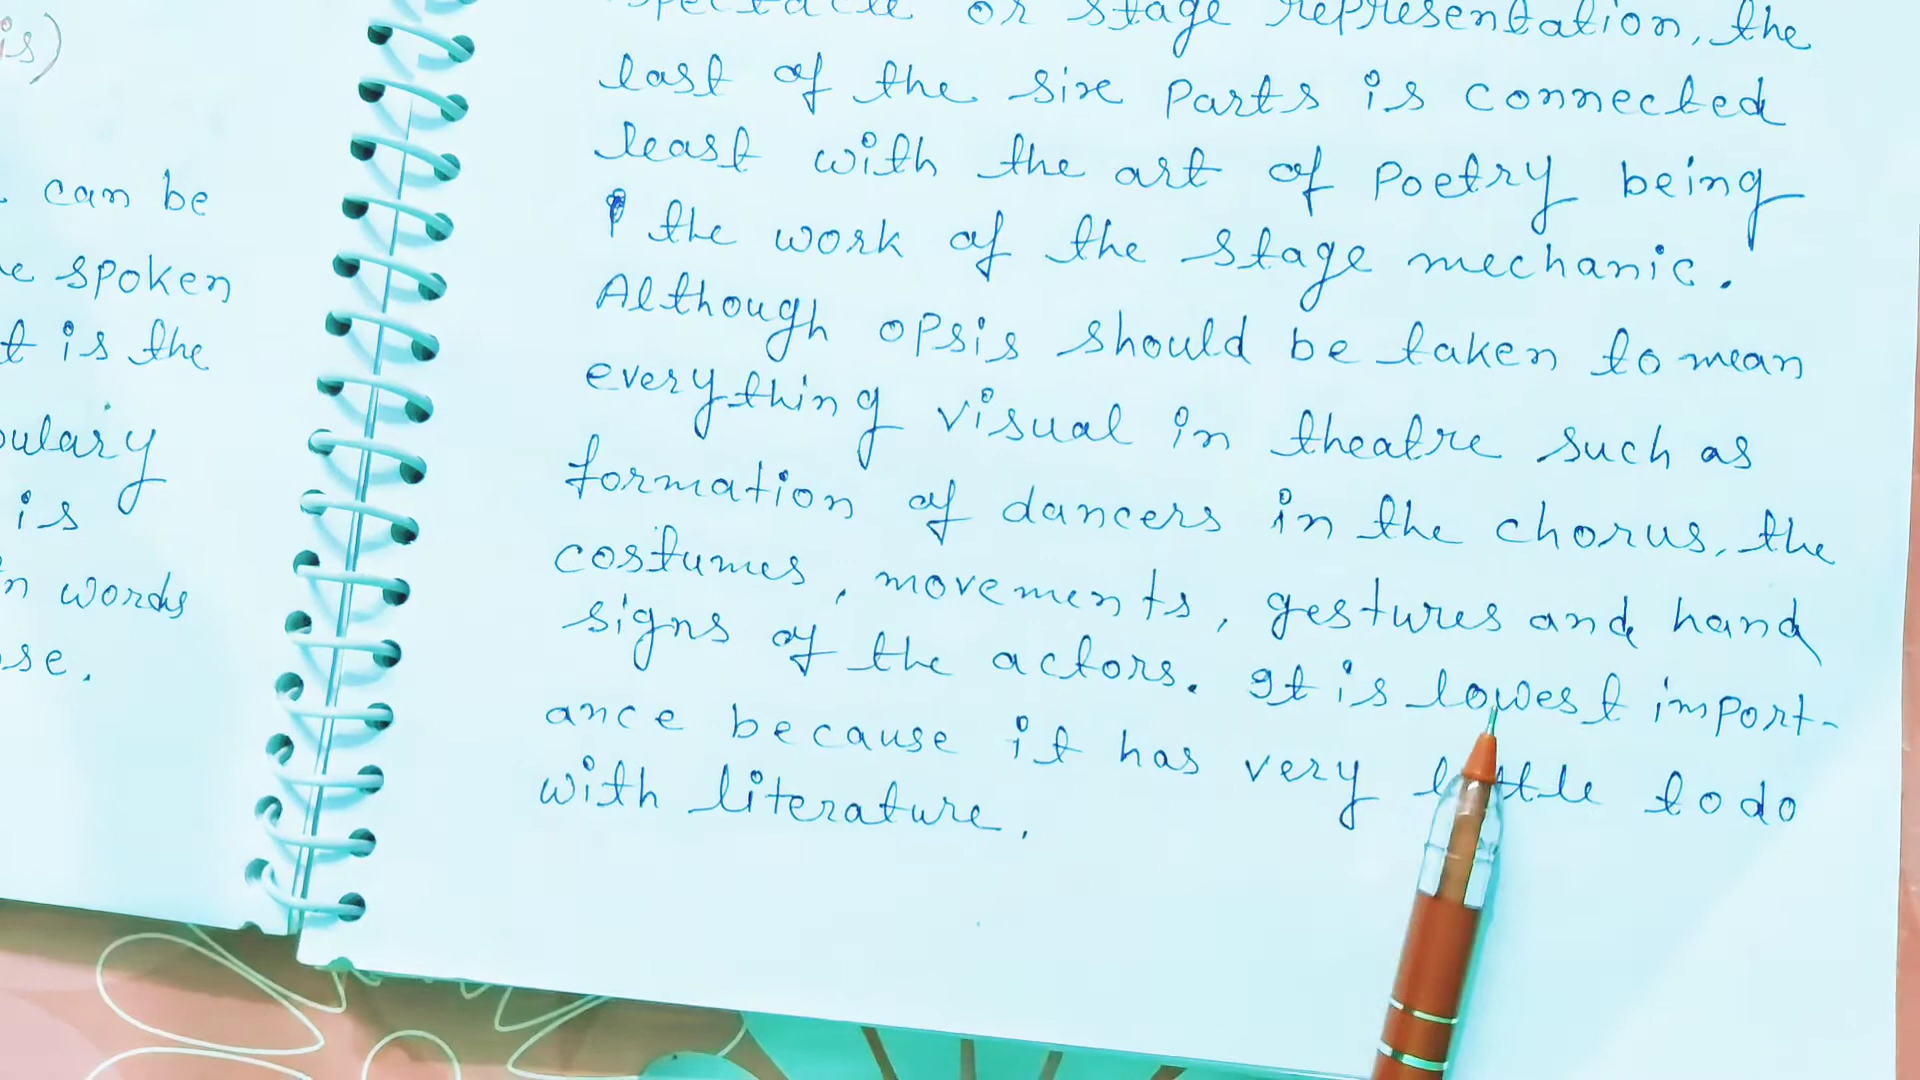 is)
can be
spoken
t is the
bulary
is
n words
se.
spectacle or stage representation, the
last of the six parts is connected
least with the art of Poetry being
the work of the stage mechanic.
Although opsis should be taken to mean
everything visual in theatre such as
formation of dancers in the chorus, the
costumes, movements, gestures and hand
signs of the actors. It is lowest import-
ance because it has very little to do
with literature.